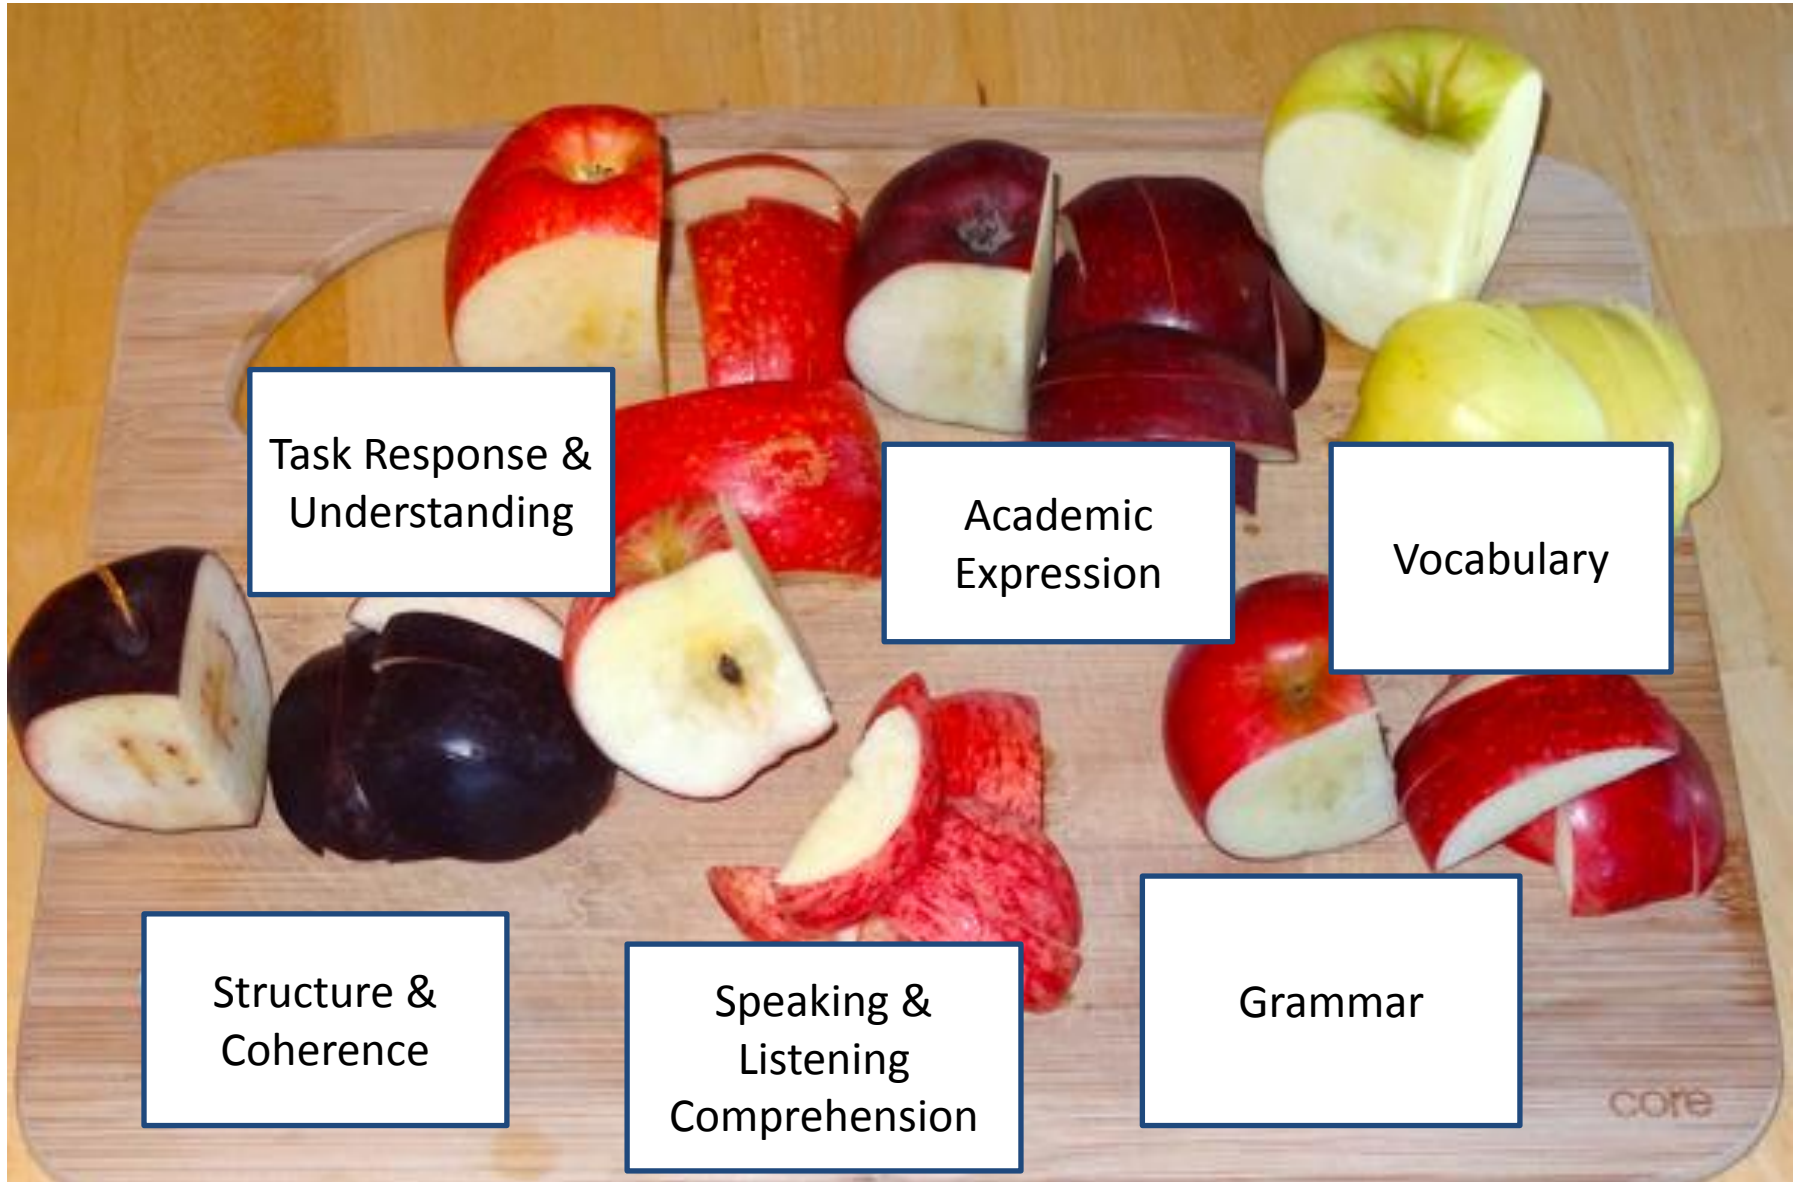 Task Response &
Understanding
Academic
Expression
Vocabulary
Structure &
Coherence
Speaking &
Listening
Comprehension
Grammar
core